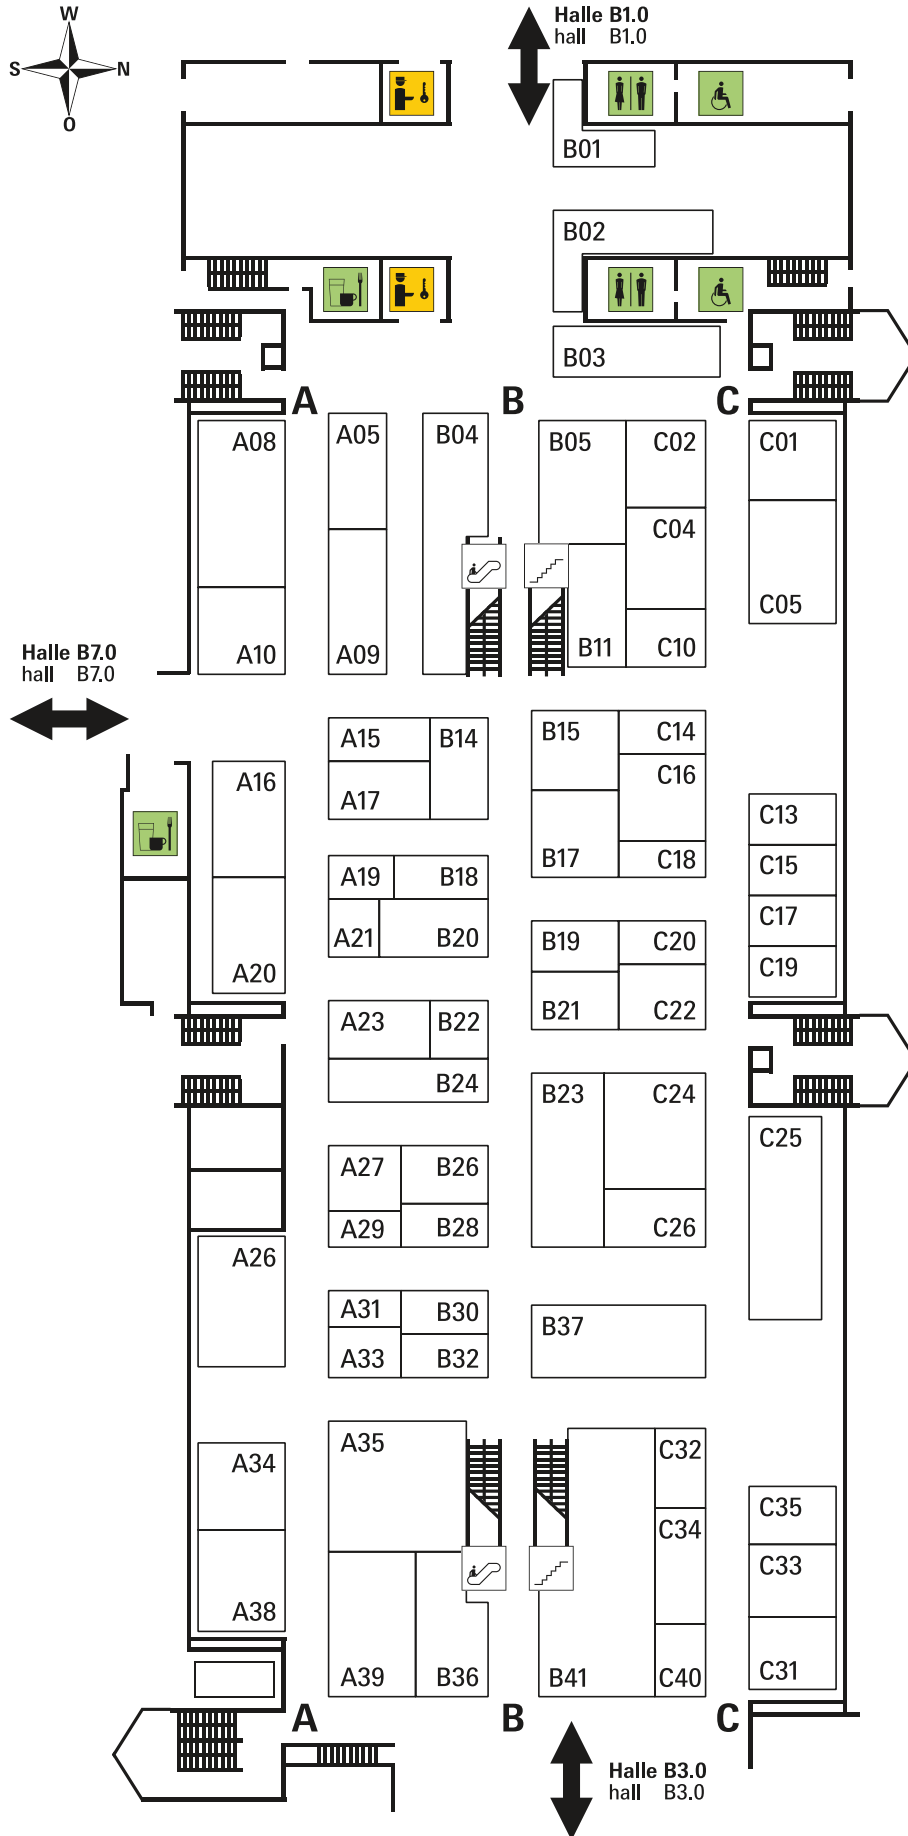 W
S
N
O
Halle B1.0
hall B1.0
B01
B02
B03
A
B
C
A08
A05
B04
B05
C02
C01
C04
A10
A09
B11
C10
C05
Halle B7.0
hall B7.0
A15
B14
B15
C14
A16
A17
C16
B17
C18
C13
A19
B18
C15
A21
B20
B19
C20
C17
A20
B21
C22
C19
A23
B22
B24
B23
C24
C25
A27
B26
A29
B28
C26
A26
A31
B30
B37
A33
B32
A34
A35
C32
C35
C34
C33
A38
A39
B36
B41
C40
C31
A
B
C
Halle B3.0
hall B3.0